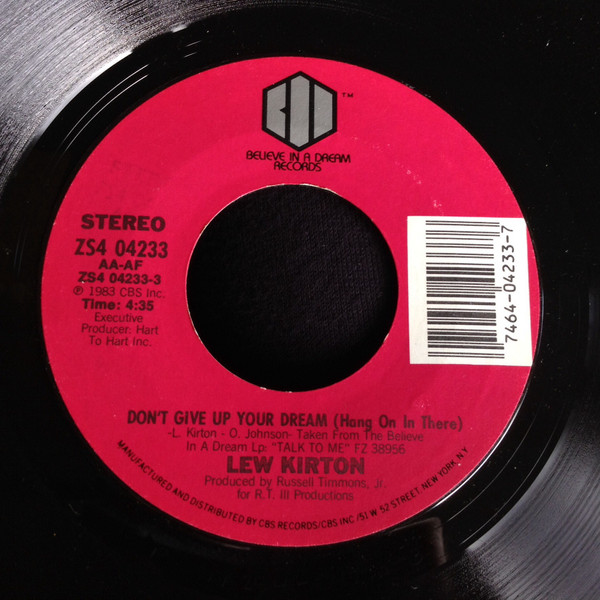 BID
™
BELIEVE IN A DREAM
RECORDS
STEREO
ZS4 04233
AA-AF
ZS4 04233-3
℗ 1983 CBS Inc.
Time: 4:35
Executive
Producer: Hart
To Hart Inc.
7464-04233-7
DON'T GIVE UP YOUR DREAM (Hang On In There)
-L. Kirton - O. Johnson- Taken From The Believe
In A Dream Lp: "TALK TO ME" FZ 38956
LEW KIRTON
Produced by Russell Timmons, Jr.
for R.T. III Productions
MANUFACTURED AND DISTRIBUTED BY CBS RECORDS/CBS INC./51 W 52 STREET, NEW YORK, N.Y.